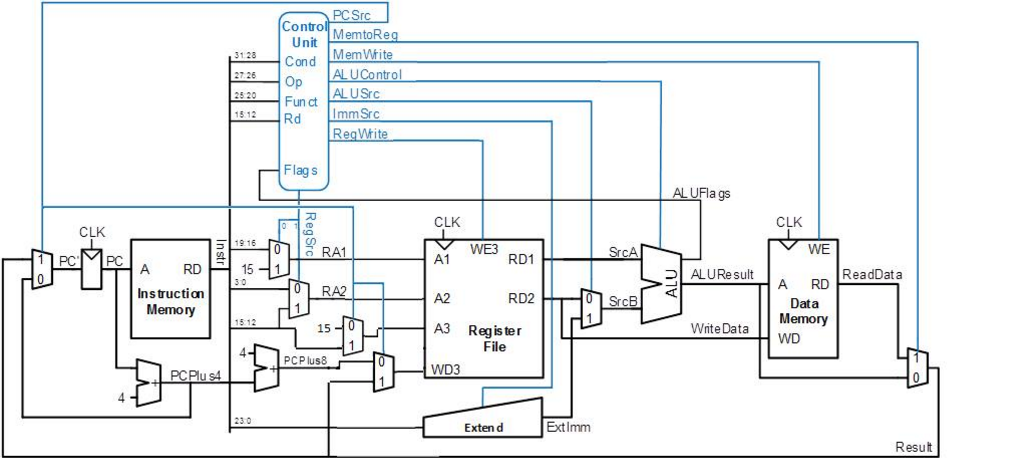 PCSrc
Control
Unit
MemtoReg
MemWrite
31:28
Cond
27:26
Op
ALUControl
25:20
Funct
ALUSrc
15:12
Rd
ImmSrc
RegWrite
Flags
ALUFlags
CLK
CLK
CLK
RegSrc
0
1
Instr
19:16
0
1
15
RA1
1
0
PC'
PC
A
RD
Instruction
Memory
3:0
0
1
RA2
15:12
15
0
1
A1
WE3
RD1
A2
RD2
A3
Register
File
WD3
SrcA
0
1
SrcB
ALU
ALUResult
WriteData
A
WE
RD
Data
Memory
WD
ReadData
1
0
4
+
PCPlus4
4
+
PCPlus8
0
1
23:0
Extend
ExtImm
Result